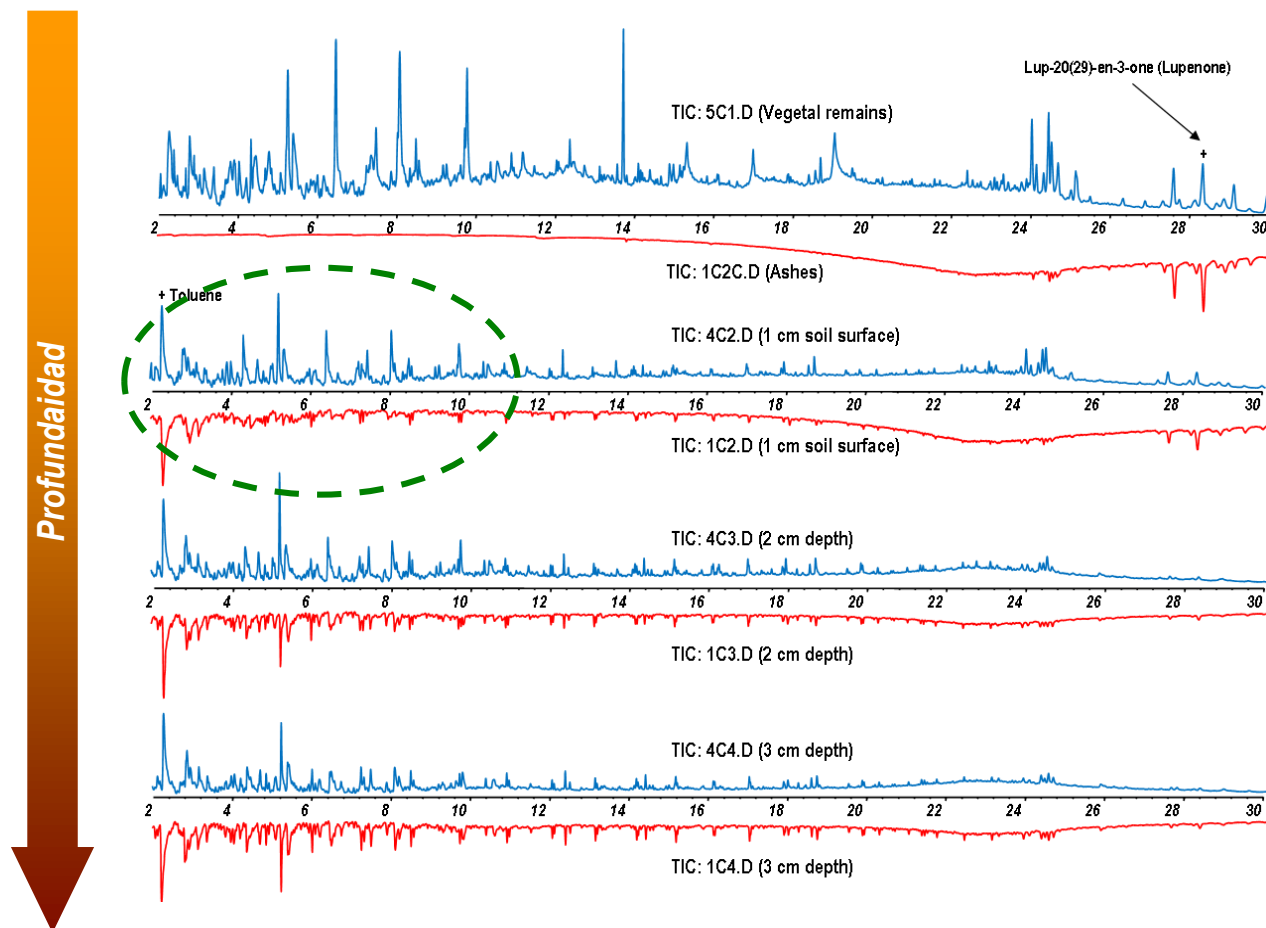 Profundaidad
Lup-20(29)-en-3-one (Lupenone)
TIC: 5C1.D (Vegetal remains)
+
2 4 6 8 10 12 14 16 18 20 22 24 26 28 30
TIC: 1C2C.D (Ashes)
+ Toluene
TIC: 4C2.D (1 cm soil surface)
2 4 6 8 10 12 14 16 18 20 22 24 26 28 30
TIC: 1C2.D (1 cm soil surface)
TIC: 4C3.D (2 cm depth)
2 4 6 8 10 12 14 16 18 20 22 24 26 28 30
TIC: 1C3.D (2 cm depth)
TIC: 4C4.D (3 cm depth)
2 4 6 8 10 12 14 16 18 20 22 24 26 28 30
TIC: 1C4.D (3 cm depth)